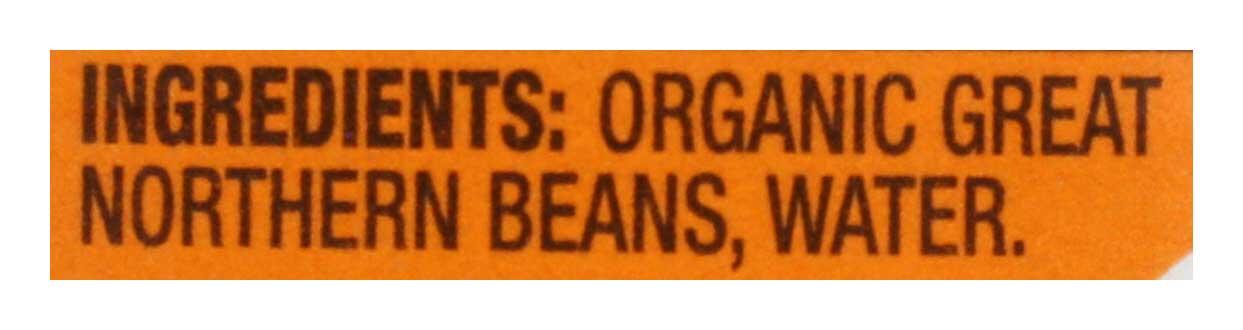 INGREDIENTS: ORGANIC GREAT
NORTHERN BEANS, WATER.